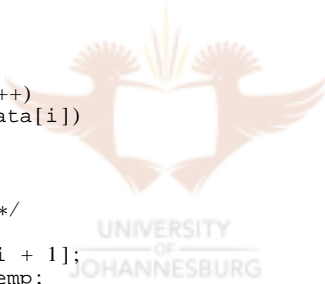 ++)
ata[i])
*/
UNIVERSITY
OF
JOHANNESBURG
i + 1];
emp;